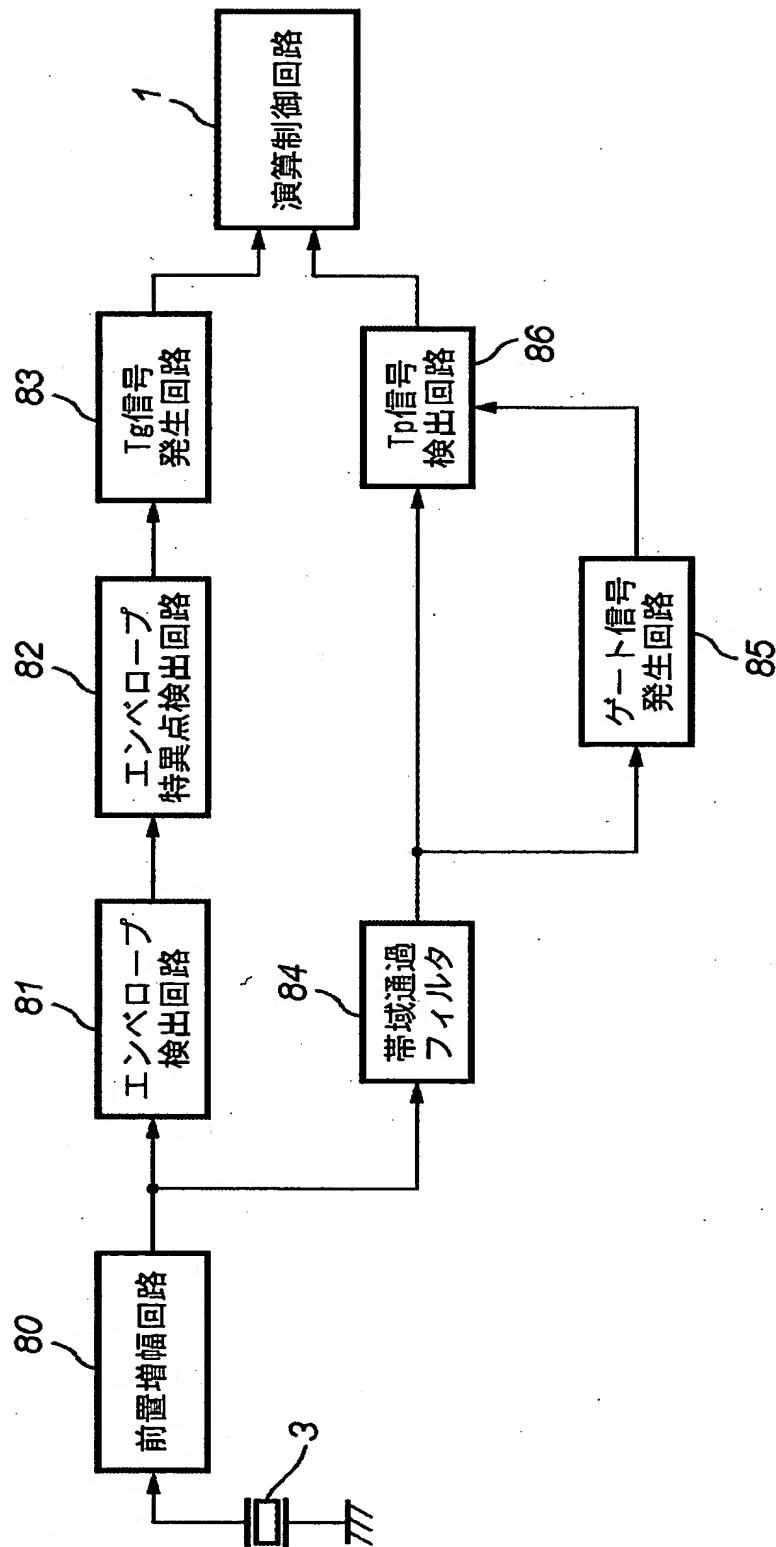 80
前置増幅回路
3
81
エンベロープ
検出回路
82
エンベロープ
特異点検出回路
83
Tg信号
発生回路
1
演算制御回路
84
帯域通過
フィルタ
86
Tp信号
検出回路
ゲート信号
発生回路
85